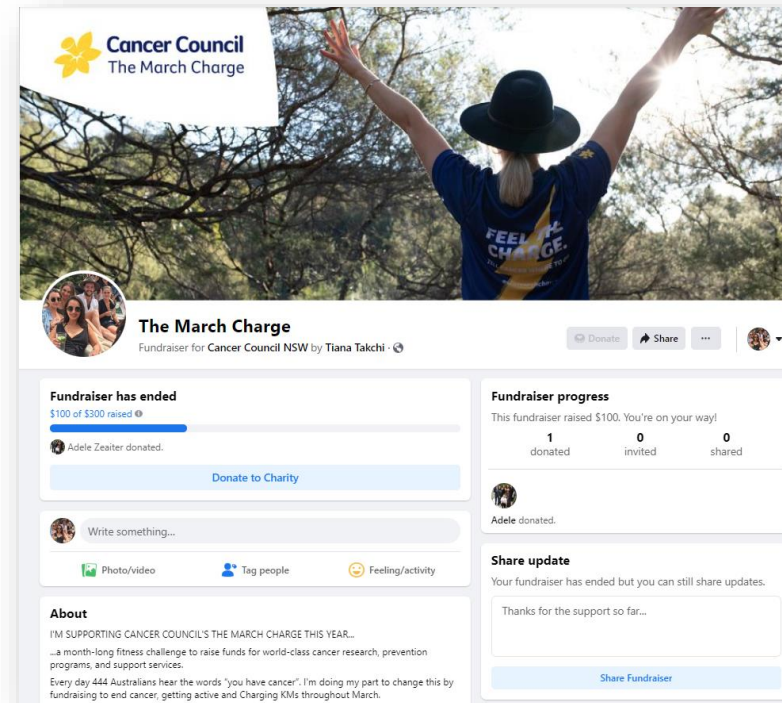 Cancer Council
The March Charge
FEEL THE
CHARGE.
The March Charge
Fundraiser for Cancer Council NSW by Tiana Takchi ·
Donate
Share
...
Fundraiser has ended
$100 of $300 raised
Adele Zeaiter donated.
Donate to Charity
Write something...
Photo/video
Tag people
Feeling/activity
About
I'M SUPPORTING CANCER COUNCIL'S THE MARCH CHARGE THIS YEAR...
...a month-long fitness challenge to raise funds for world-class cancer research, prevention
programs, and support services.
Every day 444 Australians hear the words "you have cancer". I'm doing my part to change this by
fundraising to end cancer, getting active and Charging KMs throughout March.
Fundraiser progress
This fundraiser raised $100. You're on your way!
1 0 0
donated invited shared
Adele donated.
Share update
Your fundraiser has ended but you can still share updates.
Thanks for the support so far...
Share Fundraiser